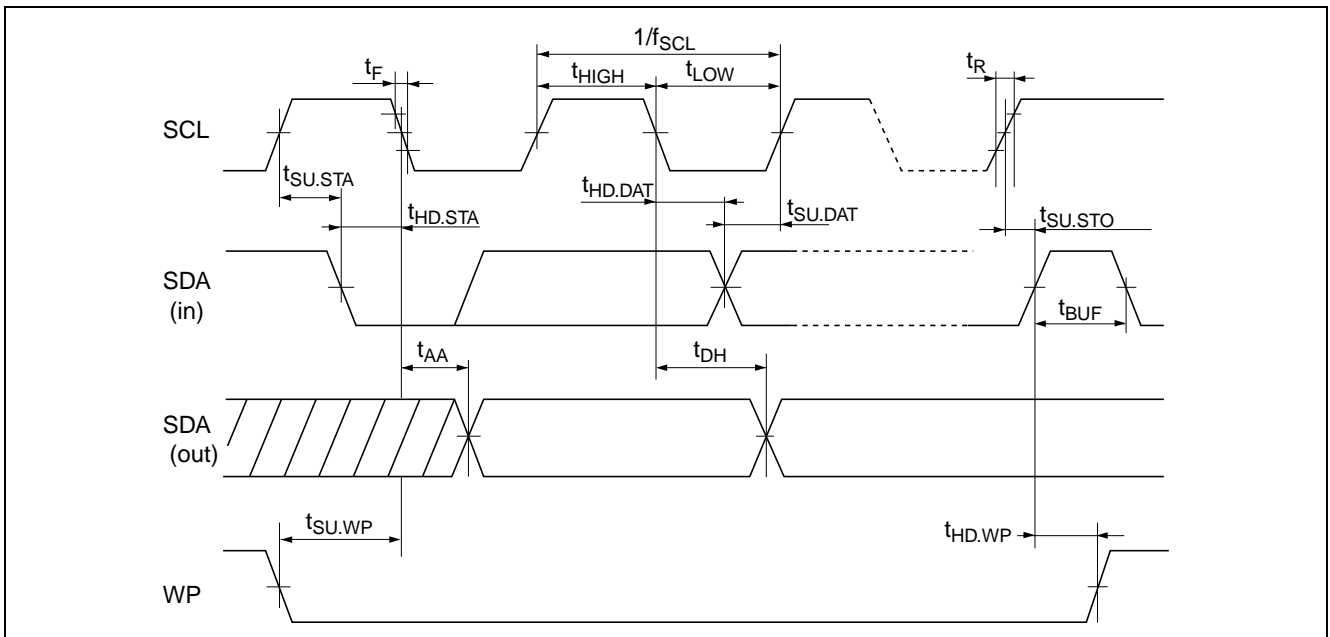 1/fSCL
tF
tHIGH
tLOW
tR
SCL
tSU.STA
tHD.STA
tHD.DAT
tSU.DAT
tSU.STO
SDA
(in)
tBUF
tAA
tDH
SDA
(out)
tSU.WP
tHD.WP
WP